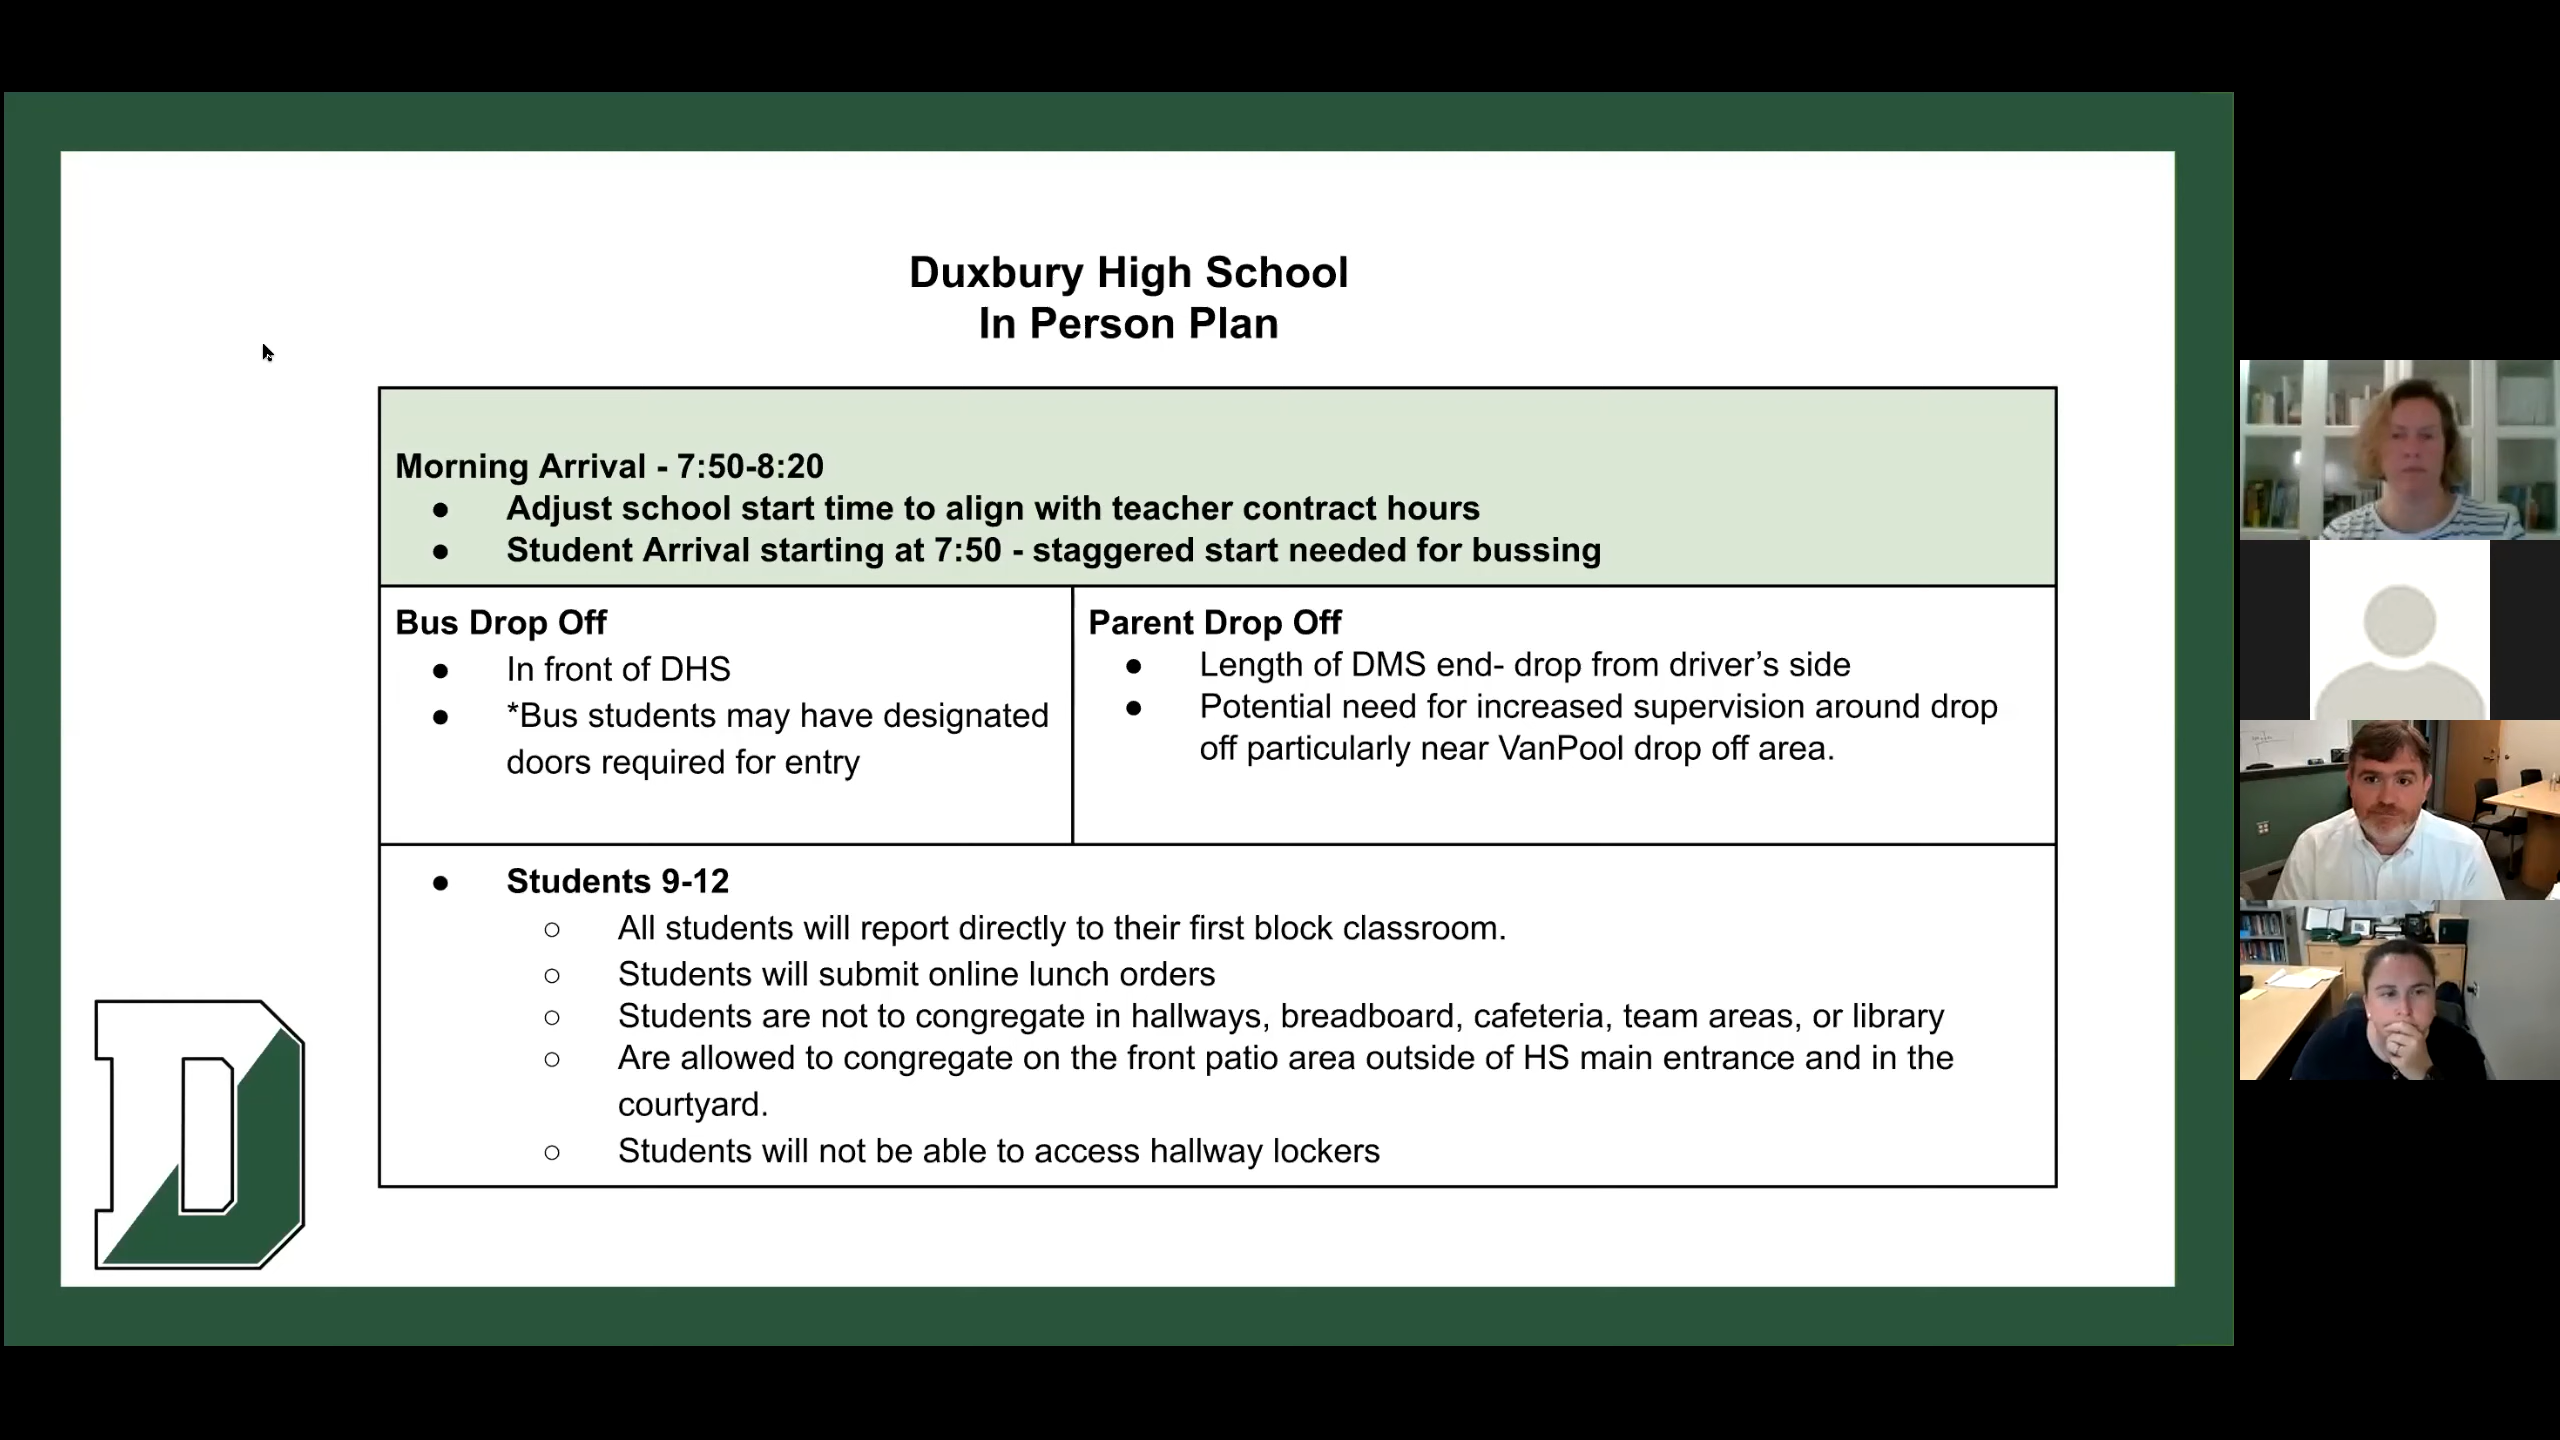 Duxbury High School
In Person Plan
Morning Arrival - 7:50-8:20
● Adjust school start time to align with teacher contract hours
● Student Arrival starting at 7:50 - staggered start needed for bussing
Bus Drop Off
● In front of DHS
● *Bus students may have designated
doors required for entry
Parent Drop Off
● Length of DMS end- drop from driver’s side
● Potential need for increased supervision around drop
off particularly near VanPool drop off area.
● Students 9-12
○ All students will report directly to their first block classroom.
○ Students will submit online lunch orders
○ Students are not to congregate in hallways, breadboard, cafeteria, team areas, or library
○ Are allowed to congregate on the front patio area outside of HS main entrance and in the
courtyard.
○ Students will not be able to access hallway lockers
D